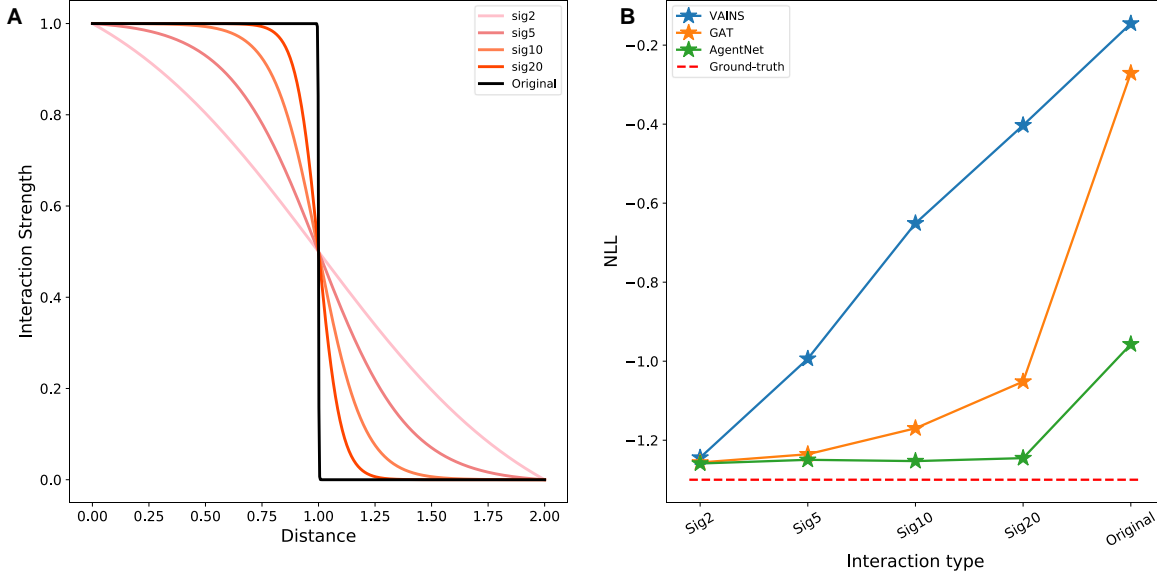 A
sig2
sig5
sig10
sig20
Original
1.0
0.8
0.6
0.4
0.2
0.0
Interaction Strength
0.00
0.25
0.50
0.75
1.00
1.25
1.50
1.75
2.00
Distance
B
VAINS
GAT
AgentNet
Ground-truth
−0.2
−0.4
−0.6
−0.8
−1.0
−1.2
NLL
Sig2
Sig5
Sig10
Sig20
Original
Interaction type